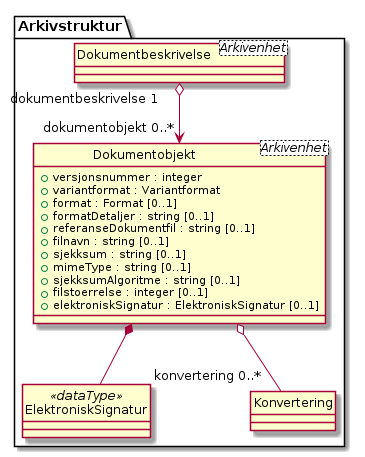 Arkivstruktur
Arkivenhet
Dokumentbeskrivelse
dokumentbeskrivelse 1
dokumentobjekt 0..*
Arkivenhet
Dokumentobjekt
versjonsnummer : integer
variantformat : Variantformat
format : Format [0..1]
formatDetaljer : string [0..1]
referanseDokumentfil : string [0..1]
filnavn : string [0..1]
sjekksum : string [0..1]
mimeType : string [0..1]
sjekksumAlgoritme : string [0..1]
filstoerrelse : integer [0..1]
elektroniskSignatur : ElektroniskSignatur [0..1]
konvertering 0..*
«dataType»
ElektroniskSignatur
Konvertering